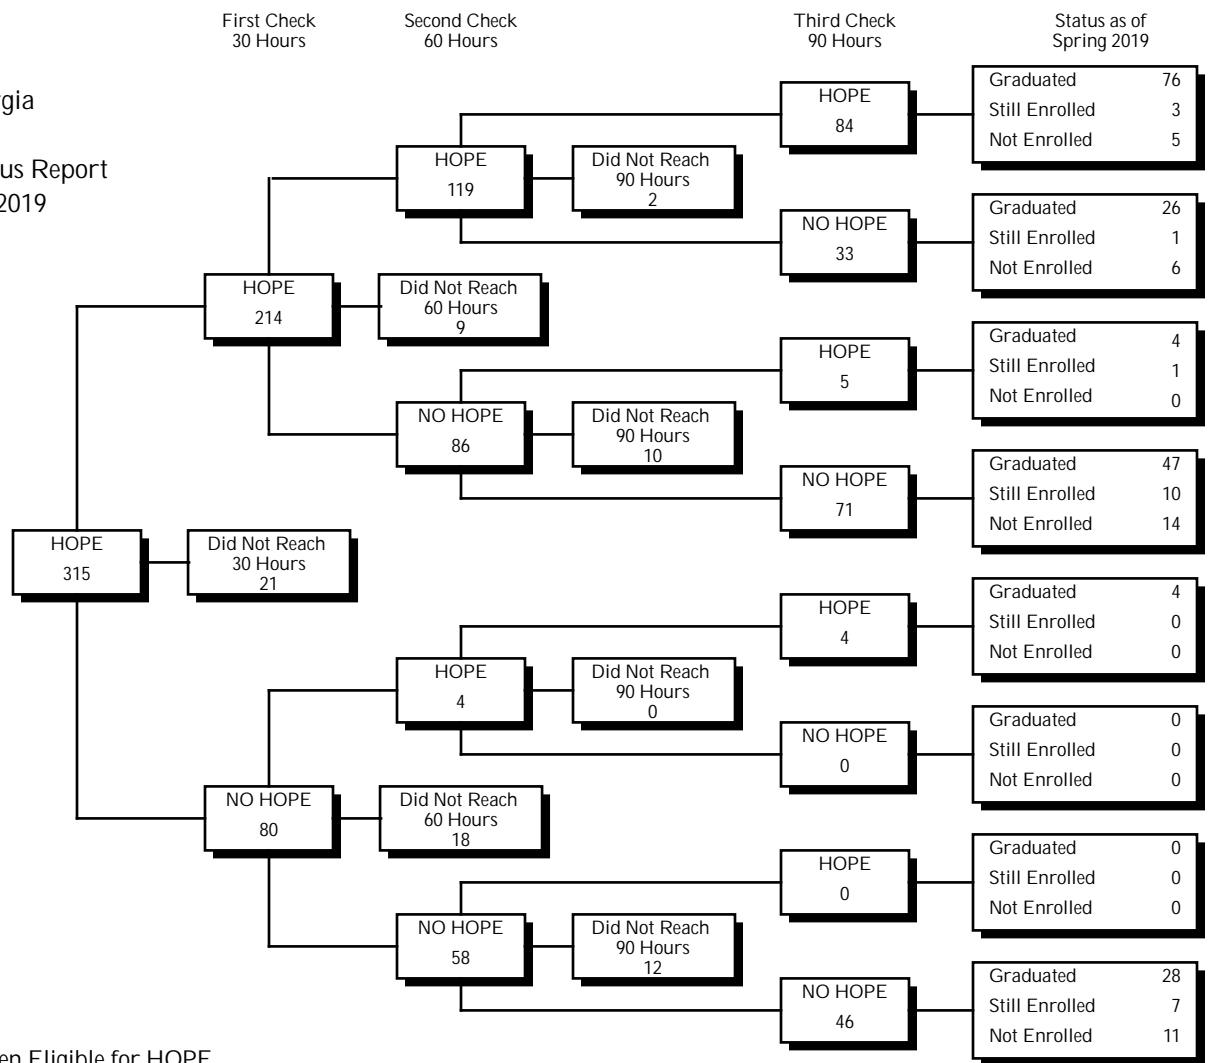 First Check
30 Hours
Second Check
60 Hours
Third Check
90 Hours
Status as of
Spring 2019
rgia
us Report
2019
HOPE
84
Graduated 76
Still Enrolled 3
Not Enrolled 5
HOPE
119
Did Not Reach
90 Hours
2
NO HOPE
33
Graduated 26
Still Enrolled 1
Not Enrolled 6
HOPE
214
Did Not Reach
60 Hours
9
HOPE
5
Graduated 4
Still Enrolled 1
Not Enrolled 0
NO HOPE
86
Did Not Reach
90 Hours
10
NO HOPE
71
Graduated 47
Still Enrolled 10
Not Enrolled 14
HOPE
315
Did Not Reach
30 Hours
21
HOPE
4
Graduated 4
Still Enrolled 0
Not Enrolled 0
HOPE
4
Did Not Reach
90 Hours
0
NO HOPE
0
Graduated 0
Still Enrolled 0
Not Enrolled 0
NO HOPE
80
Did Not Reach
60 Hours
18
HOPE
0
Graduated 0
Still Enrolled 0
Not Enrolled 0
NO HOPE
58
Did Not Reach
90 Hours
12
NO HOPE
46
Graduated 28
Still Enrolled 7
Not Enrolled 11
en Eligible for HOPE